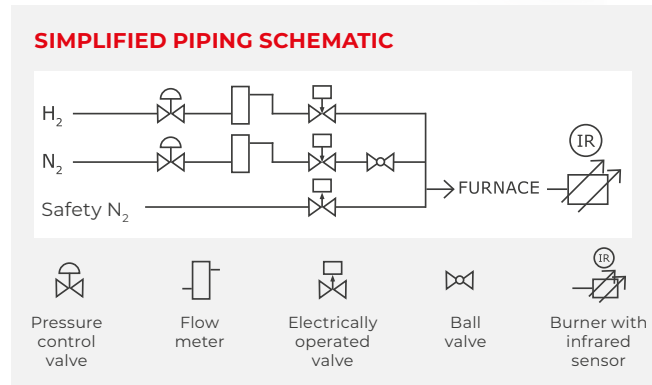 SIMPLIFIED PIPING SCHEMATIC
H₂
IR
N₂
FURNACE
Safety N₂
IR
Pressure
control
valve
Flow
meter
Electrically
operated
valve
Ball
valve
Burner with
infrared
sensor